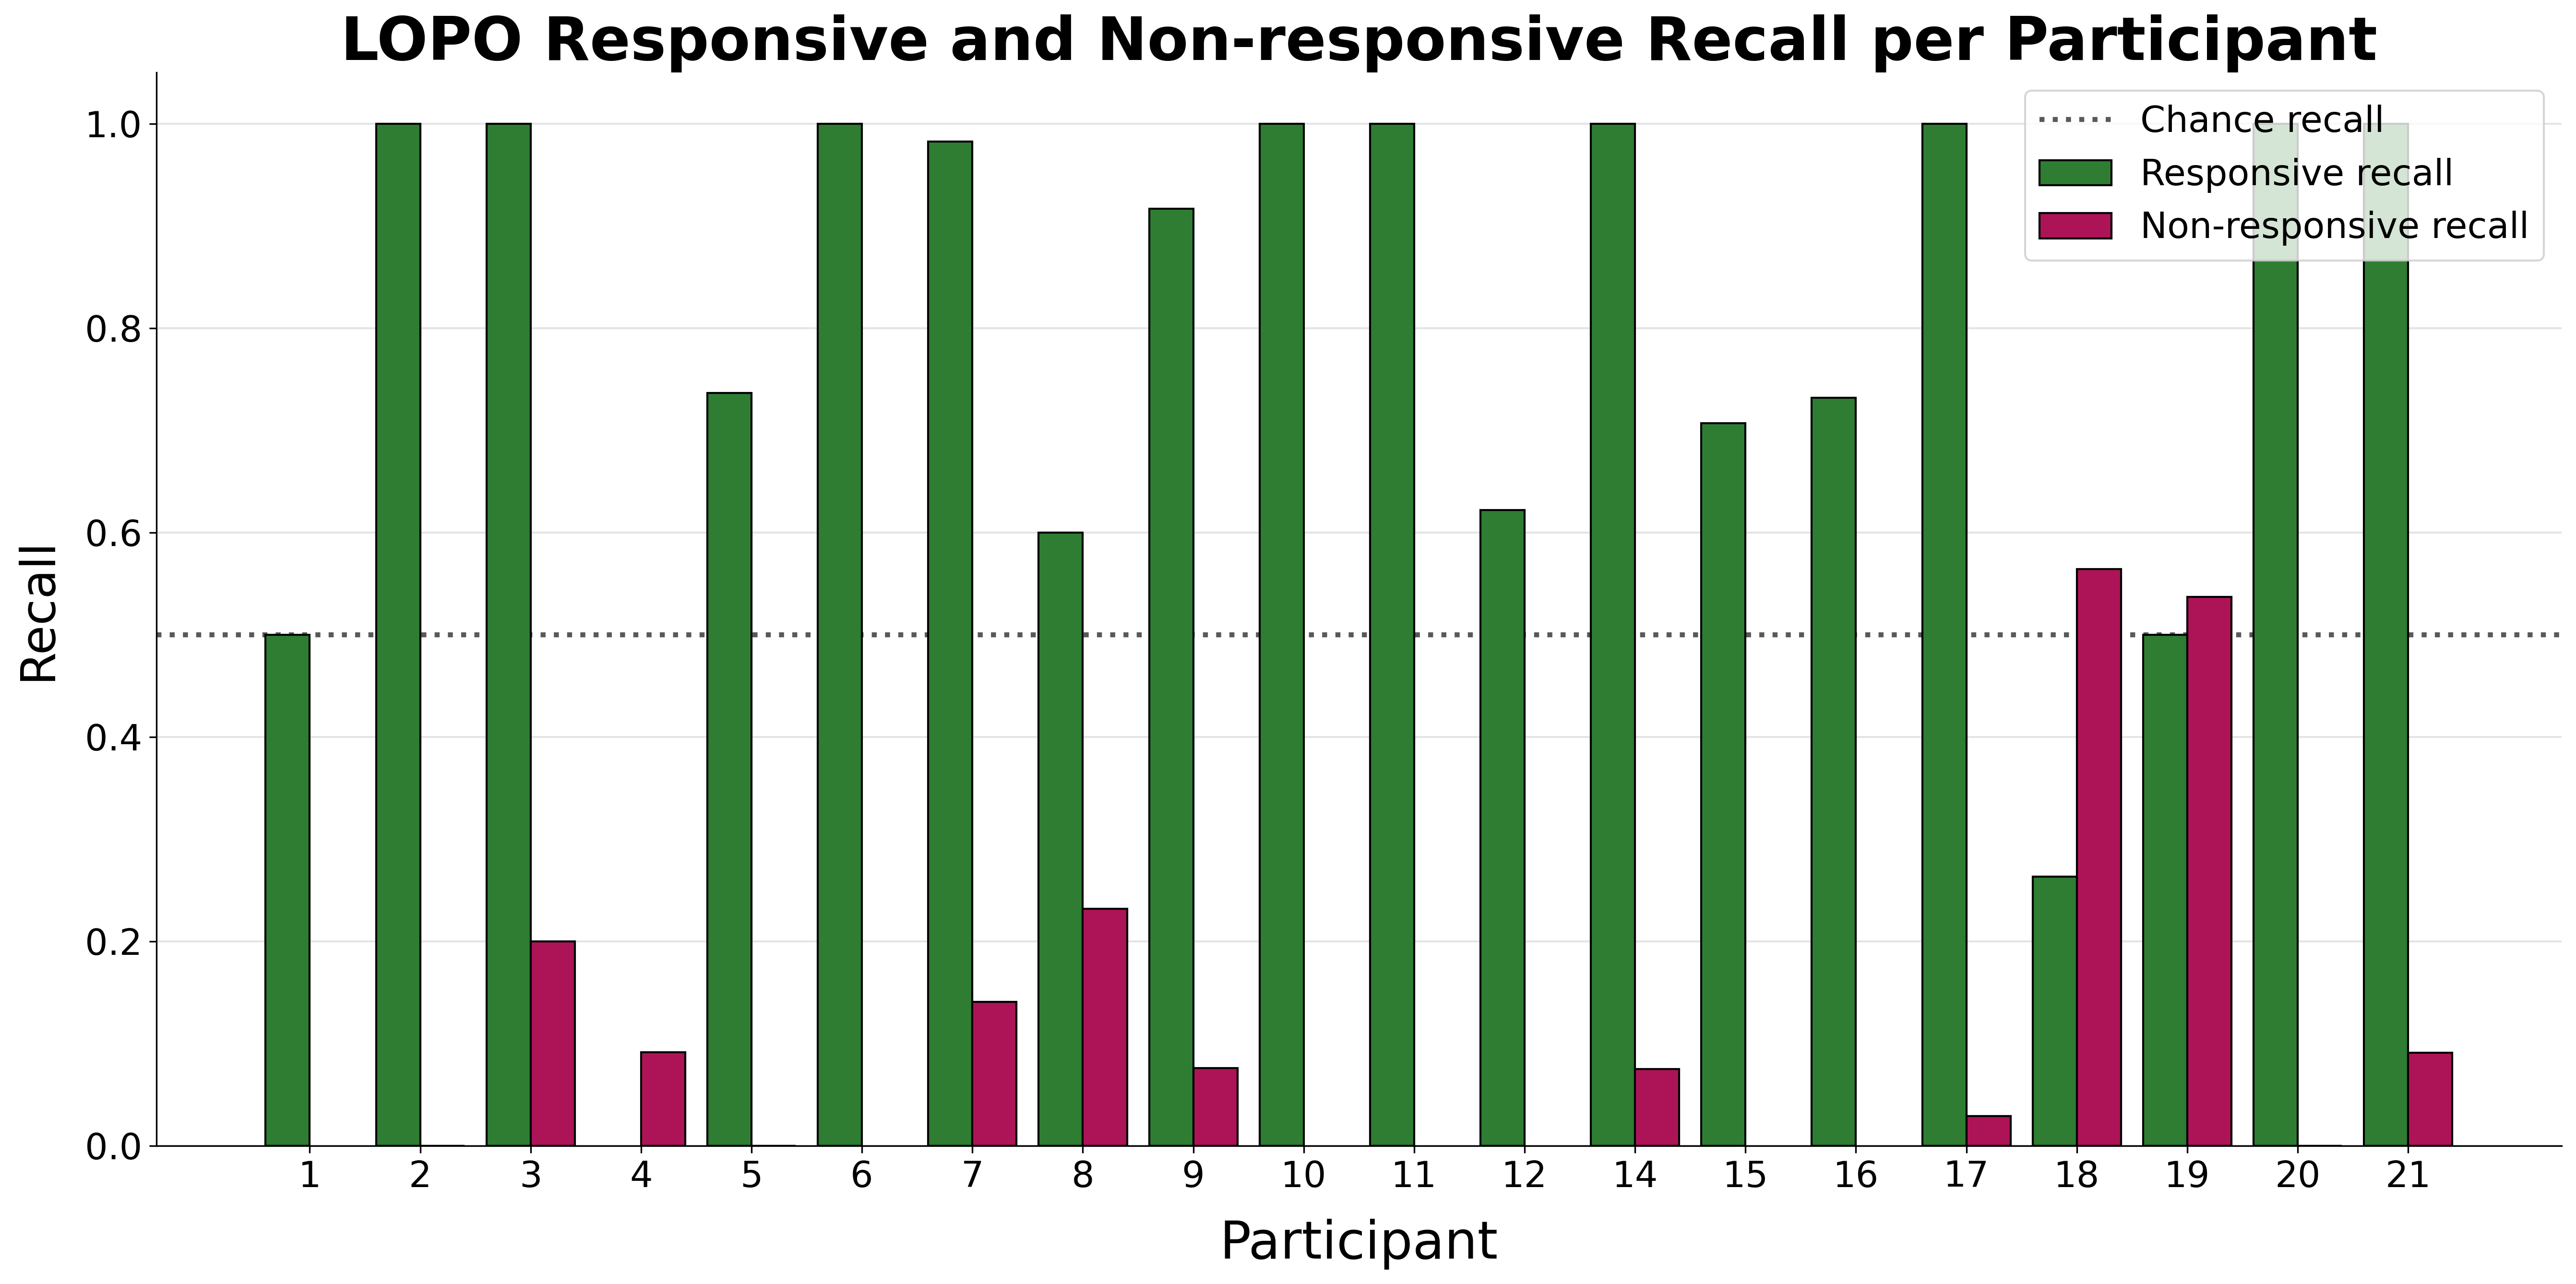 LOPO Responsive and Non-responsive Recall per Participant
Chance recall
Responsive recall
Non-responsive recall
Recall
1.0
0.8
0.6
0.4
0.2
0.0
1 2 3 4 5 6 7 8 9 10 11 12 14 15 16 17 18 19 20 21
Participant